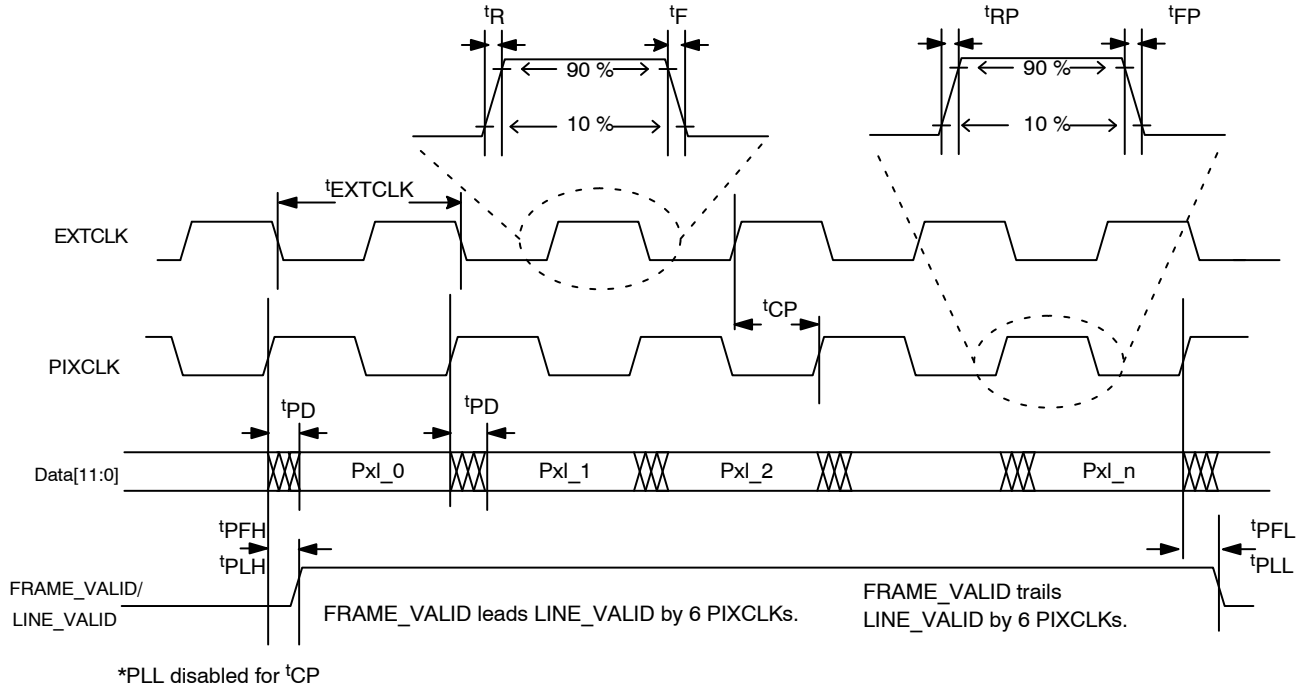 tR tF tRP tFP
90 % 90 %
10 % 10 %
tEXTCLK
EXTCLK
tCP
PIXCLK
tPD tPD
Data[11:0] Pxl_0 Pxl_1 Pxl_2 Pxl_n
tPFH tPFL
tPLH tPLL
FRAME_VALID/
LINE_VALID
FRAME_VALID leads LINE_VALID by 6 PIXCLKs.
FRAME_VALID trails
LINE_VALID by 6 PIXCLKs.
*PLL disabled for tCP